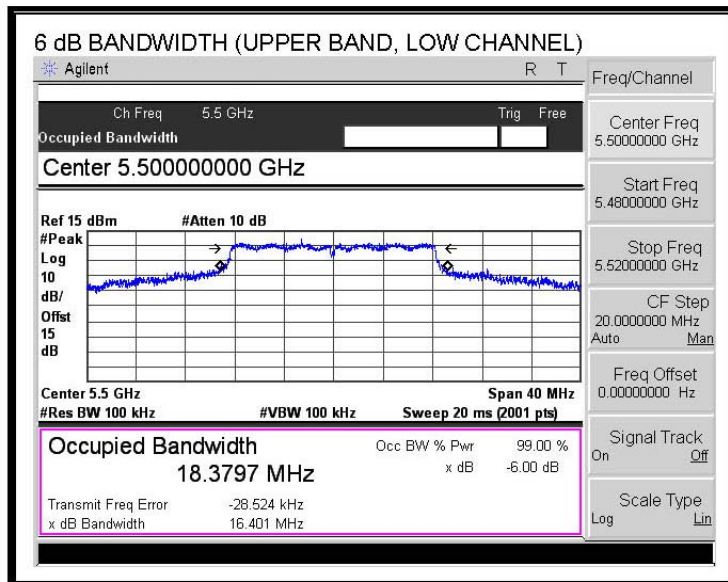 6 dB BANDWIDTH (UPPER BAND, LOW CHANNEL)
Agilent R T
Freq/Channel
Ch Freq 5.5 GHz Trig Free
Occupied Bandwidth
Center Freq
5.50000000 GHz
Center 5.500000000 GHz
Start Freq
5.48000000 GHz
Ref 15 dBm #Atten 10 dB
#Peak
Log
10
dB/
Offst
15
dB
Stop Freq
5.52000000 GHz
CF Step
20.0000000 MHz
Auto Man
Freq Offset
0.00000000 Hz
Center 5.5 GHz Span 40 MHz
#Res BW 100 kHz #VBW 100 kHz Sweep 20 ms (2001 pts)
Occupied Bandwidth Occ BW % Pwr 99.00 %
18.3797 MHz x dB -6.00 dB
Transmit Freq Error -28.524 kHz
x dB Bandwidth 16.401 MHz
Signal Track
On Off
Scale Type
Log Lin